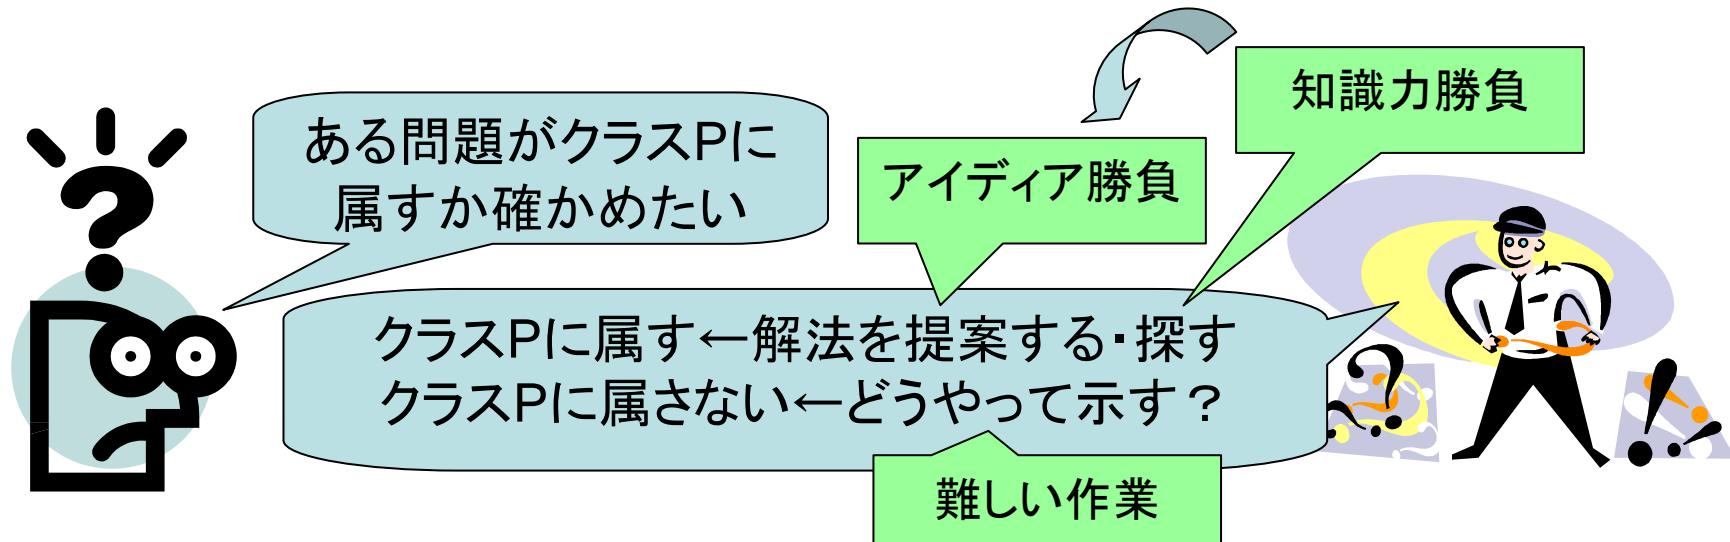 ある問題がクラスPに
属すか確かめたい
アイディア勝負
知識力勝負
クラスPに属す←解法を提案する・探す
クラスPに属さない←どうやって示す？
難しい作業